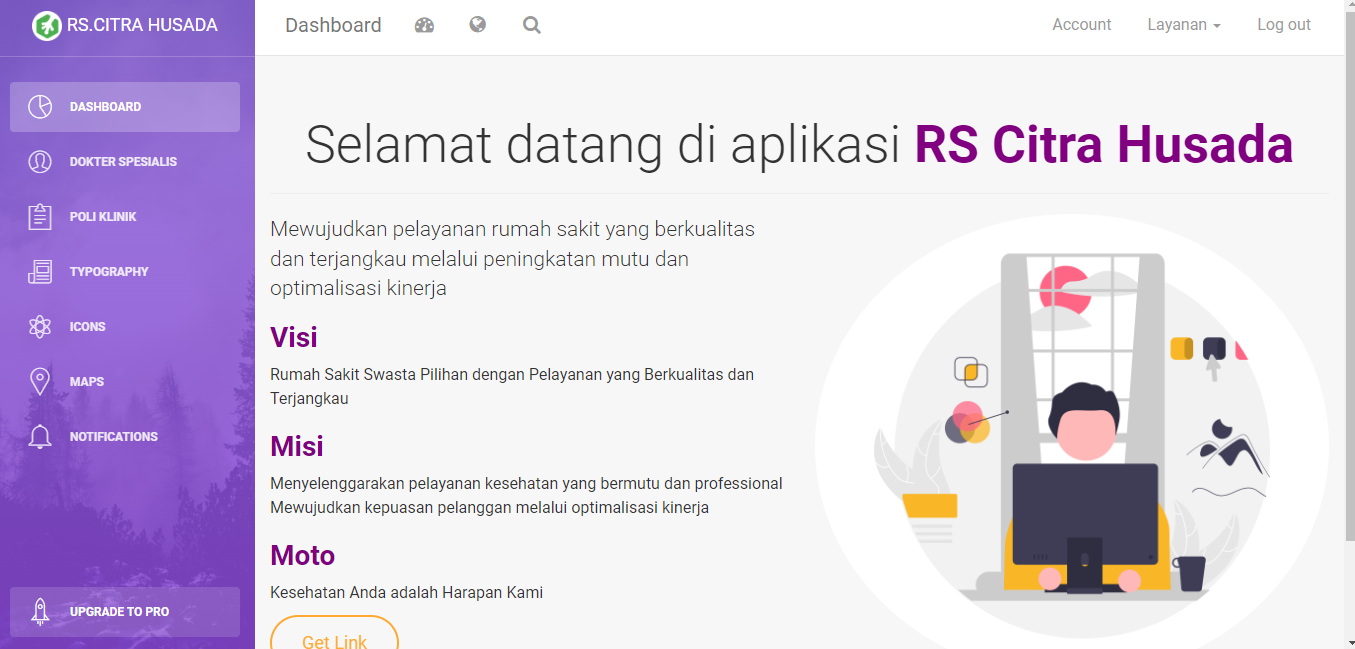 RS.CITRA HUSADA
DASHBOARD
DOKTER SPESIALIS
POLI KLINIK
TYPOGRAPHY
ICONS
MAPS
NOTIFICATIONS
UPGRADE TO PRO
Dashboard
Account
Layanan
Log out
Selamat datang di aplikasi RS Citra Husada
Mewujudkan pelayanan rumah sakit yang berkualitas
dan terjangkau melalui peningkatan mutu dan
optimalisasi kinerja
Visi
Rumah Sakit Swasta Pilihan dengan Pelayanan yang Berkualitas dan
Terjangkau
Misi
Menyelenggarakan pelayanan kesehatan yang bermutu dan professional
Mewujudkan kepuasan pelanggan melalui optimalisasi kinerja
Moto
Kesehatan Anda adalah Harapan Kami
Get Link